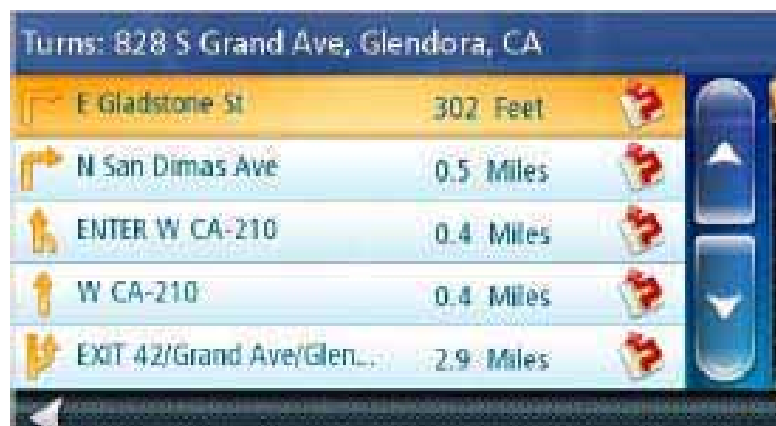 Turns: 828 S Grand Ave, Glendora, CA
E Gladstone St 302 Feet
N San Dimas Ave 0.5 Miles
ENTER W CA-210 0.4 Miles
W CA-210 0.4 Miles
EXIT 42/Grand Ave/Glen... 2.9 Miles